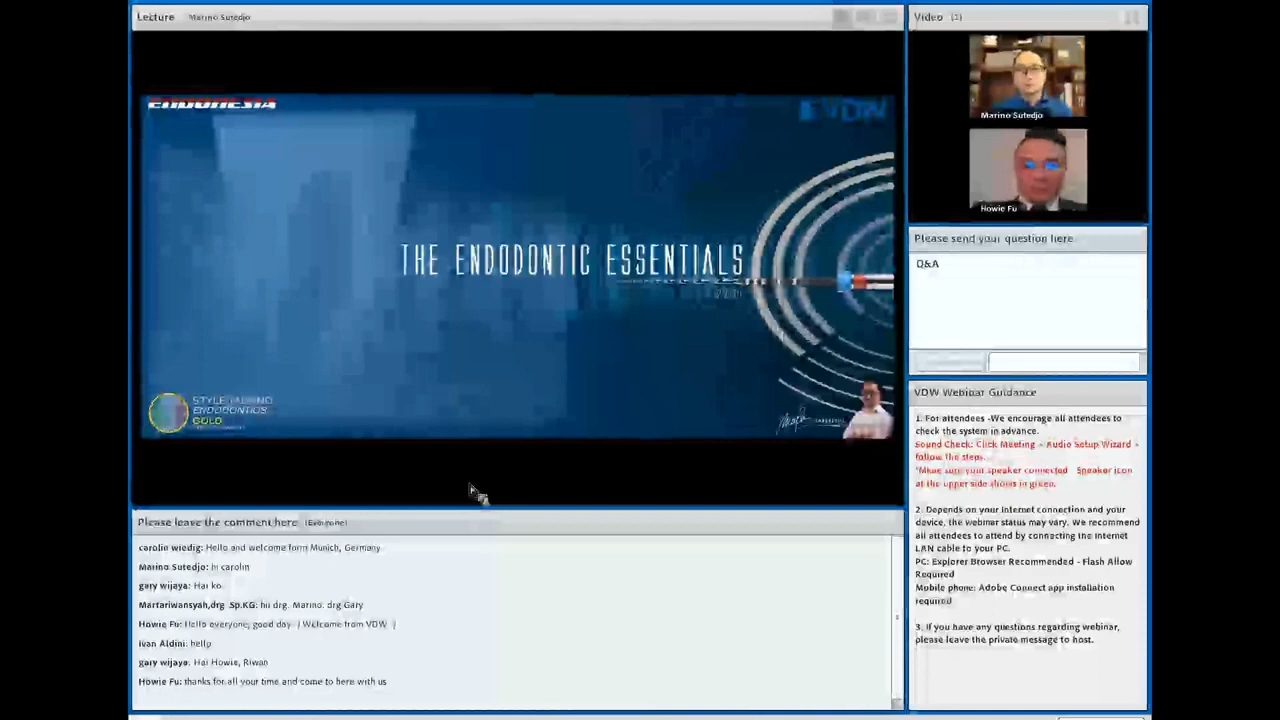 Lecture Marino Sutedjo
ENDONESIA
VDW
THE ENDODONTIC ESSENTIALS
STYLE ITALIANO
ENDODONTICS
GOLD
Video (2)
Marino Sutedjo
Howie Fu
Please send your question here
Q&A
VDW Webinar Guidance
1. For attendees -We encourage all attendees to
check the system in advance.
Sound Check: Click Meeting - Audio Setup Wizard -
follow the steps.
*Make sure your speaker connected - Speaker icon
at the upper side shows in green.
2. Depends on your internet connection and your
device, the webinar status may vary. We recommend
all attendees to attend by connecting the internet
LAN cable to your PC.
PC: Explorer Browser Recommended - Flash Allow
Required
Mobile phone: Adobe Connect app installation
required
3. If you have any questions regarding webinar,
please leave the private message to host.
Please leave the comment here (Everyone)
carolin wiedig: Hello and welcome form Munich, Germany
Marino Sutedjo: hi carolin
gary wijaya: Hai ko
Martariwansyah,drg .Sp.KG: hii drg. Marino. drg Gary
Howie Fu: Hello everyone, good day :) Welcome from VDW :)
ivan Aldini: hello
gary wijaya: Hai Howie, Riwan
Howie Fu: thanks for all your time and come to here with us